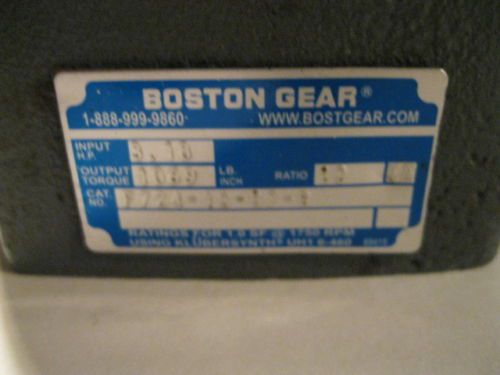 BOSTON GEAR®
1-888-999-9860 WWW.BOSTGEAR.COM
INPUT H.P.
OUTPUT TORQUE LB. INCH RATIO
CAT. NO.
RATINGS FOR 1.0 SF @ 1750 RPM
USING KLÜBERSYNTH® UH1 6-460